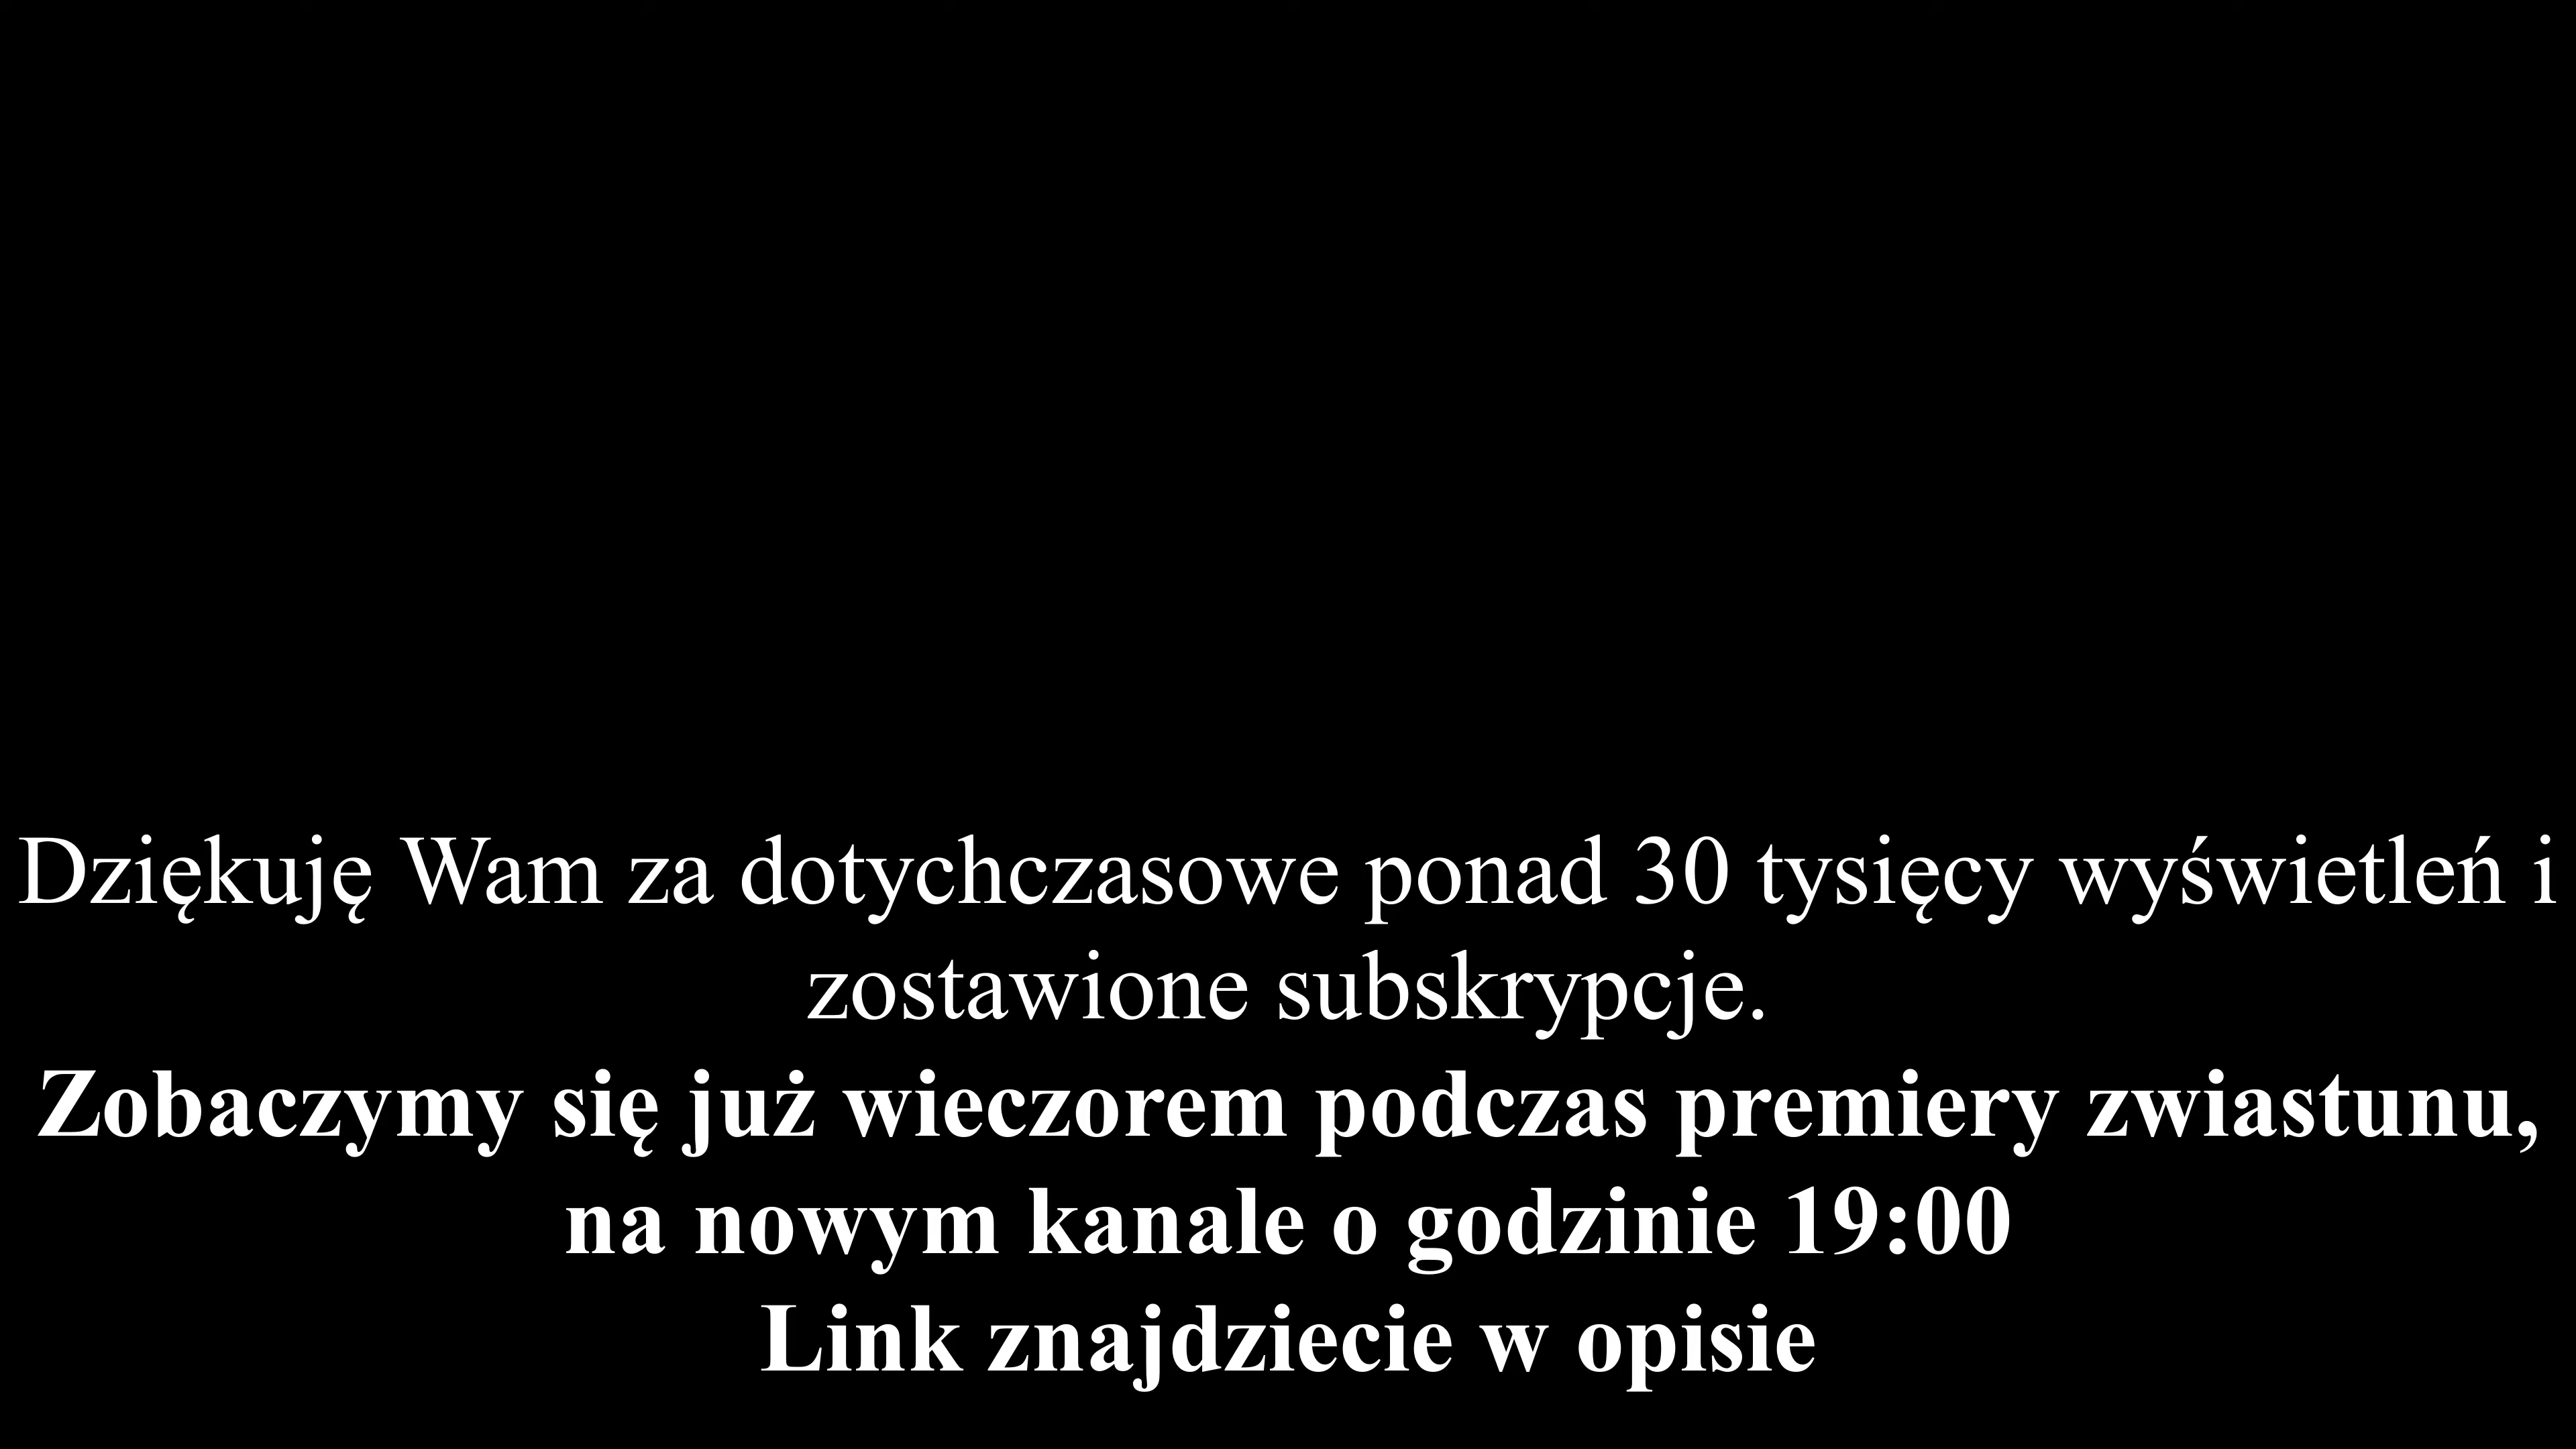 Dziękuję Wam za dotychczasowe ponad 30 tysięcy wyświetleń i
zostawione subskrypcje.
Zobaczymy się już wieczorem podczas premiery zwiastunu,
na nowym kanale o godzinie 19:00
Link znajdziecie w opisie